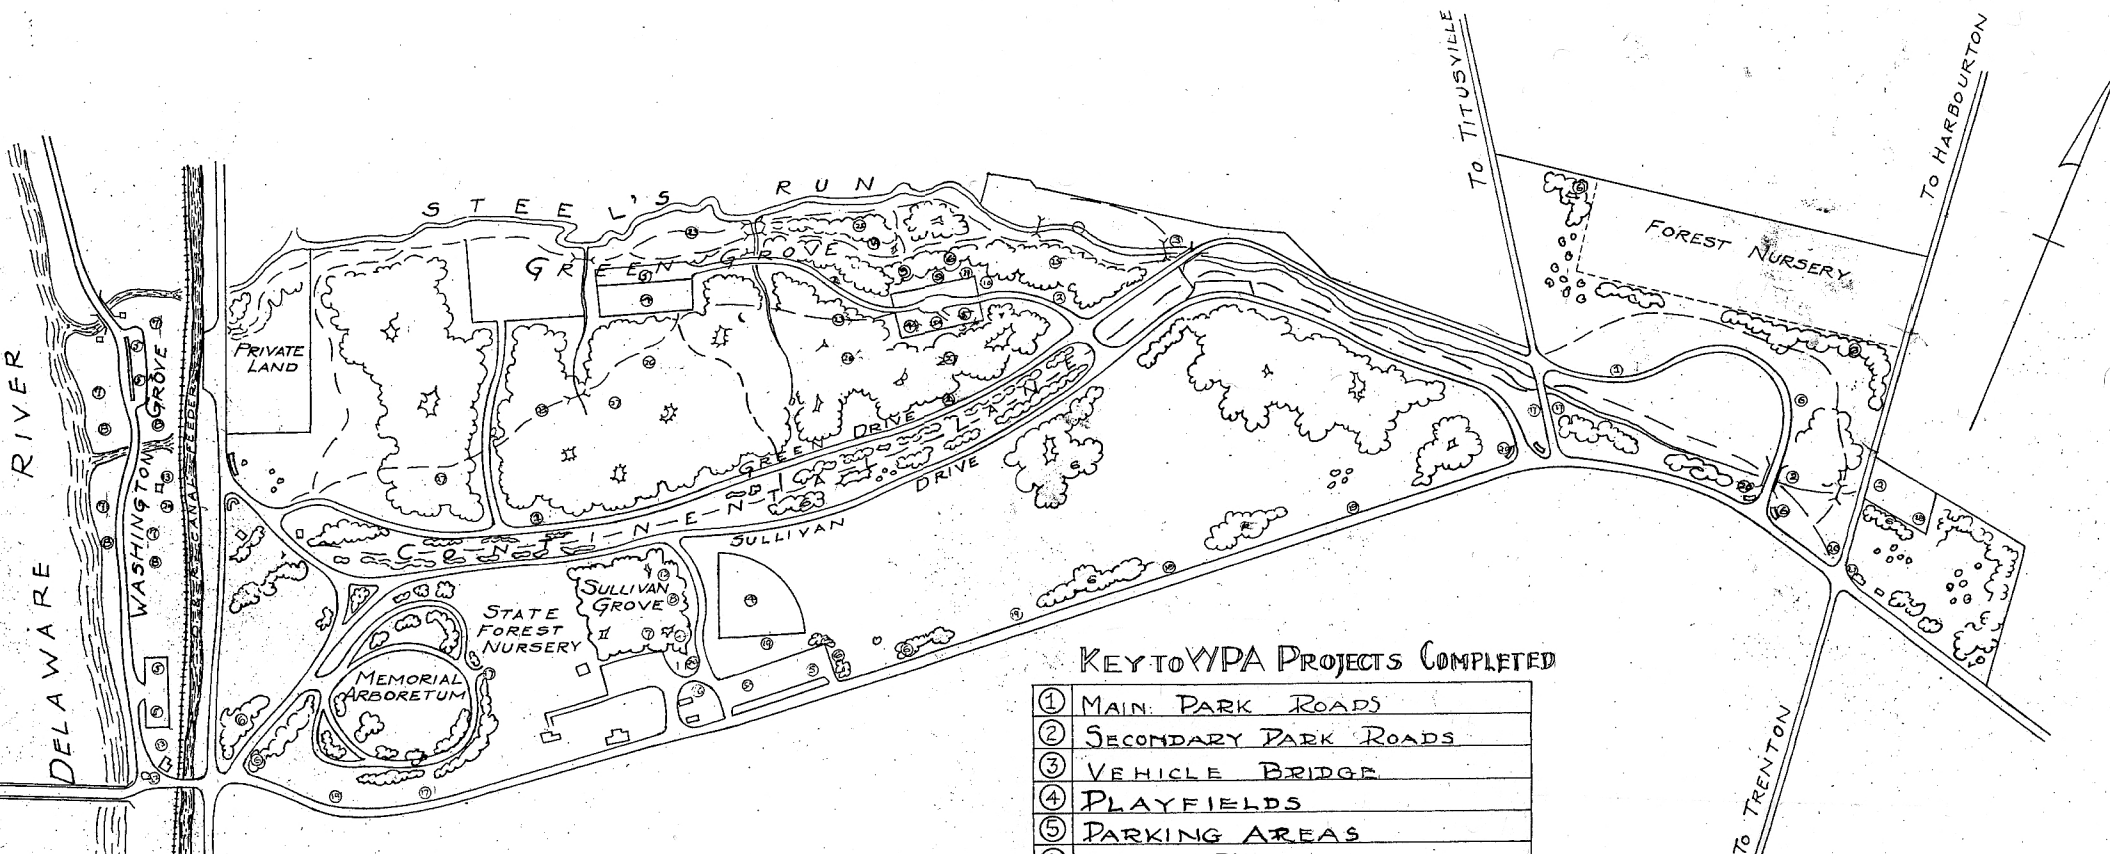 TO TITUSVILLE
TO HARBOURTON
STEEL'S RUN
FOREST NURSERY
GREEN GROVE
PRIVATE
LAND
RIVER
DELAWARE
WASHINGTON GROVE
CANAL FEEDER
GREEN DRIVE
CONTINENTAL LANE
SULLIVAN DRIVE
SULLIVAN
GROVE
STATE
FOREST
NURSERY
MEMORIAL
ARBORETUM
TO TRENTON
KEY TO WPA PROJECTS COMPLETED
1 MAIN PARK ROADS
2 SECONDARY PARK ROADS
3 VEHICLE BRIDGE
4 PLAYFIELDS
5 PARKING AREAS